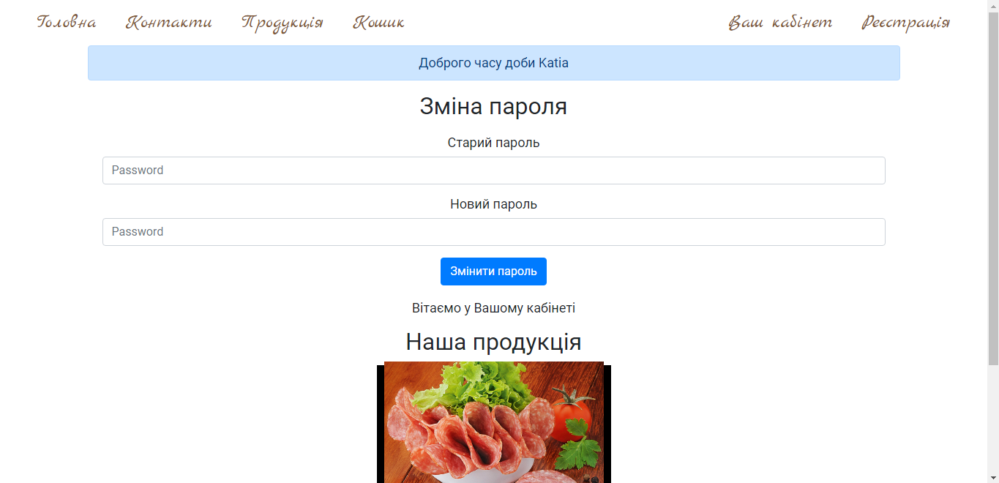 Головна Контакти Продукція Кошик Ваш кабінет Реєстрація
Доброго часу доби Katia
Зміна пароля
Старий пароль
Password
Новий пароль
Password
Змінити пароль
Вітаємо у Вашому кабінеті
Наша продукція